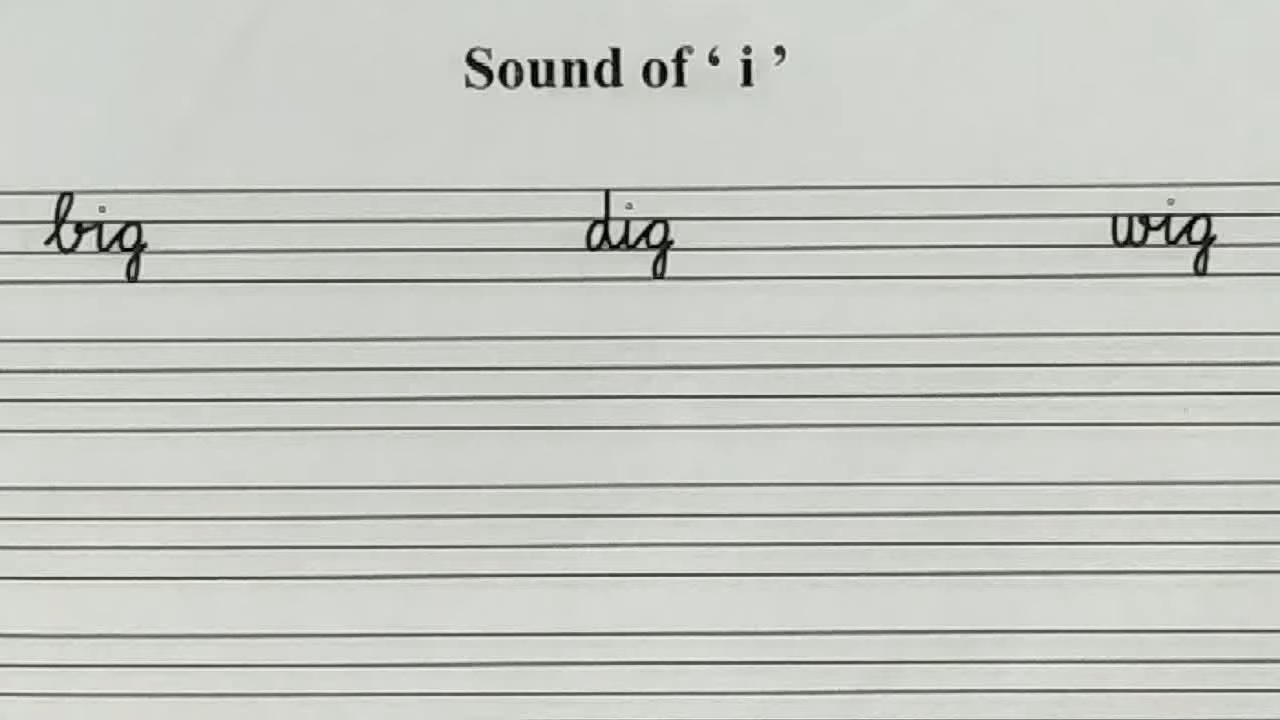 Sound of ‘ i ’
big dig wig